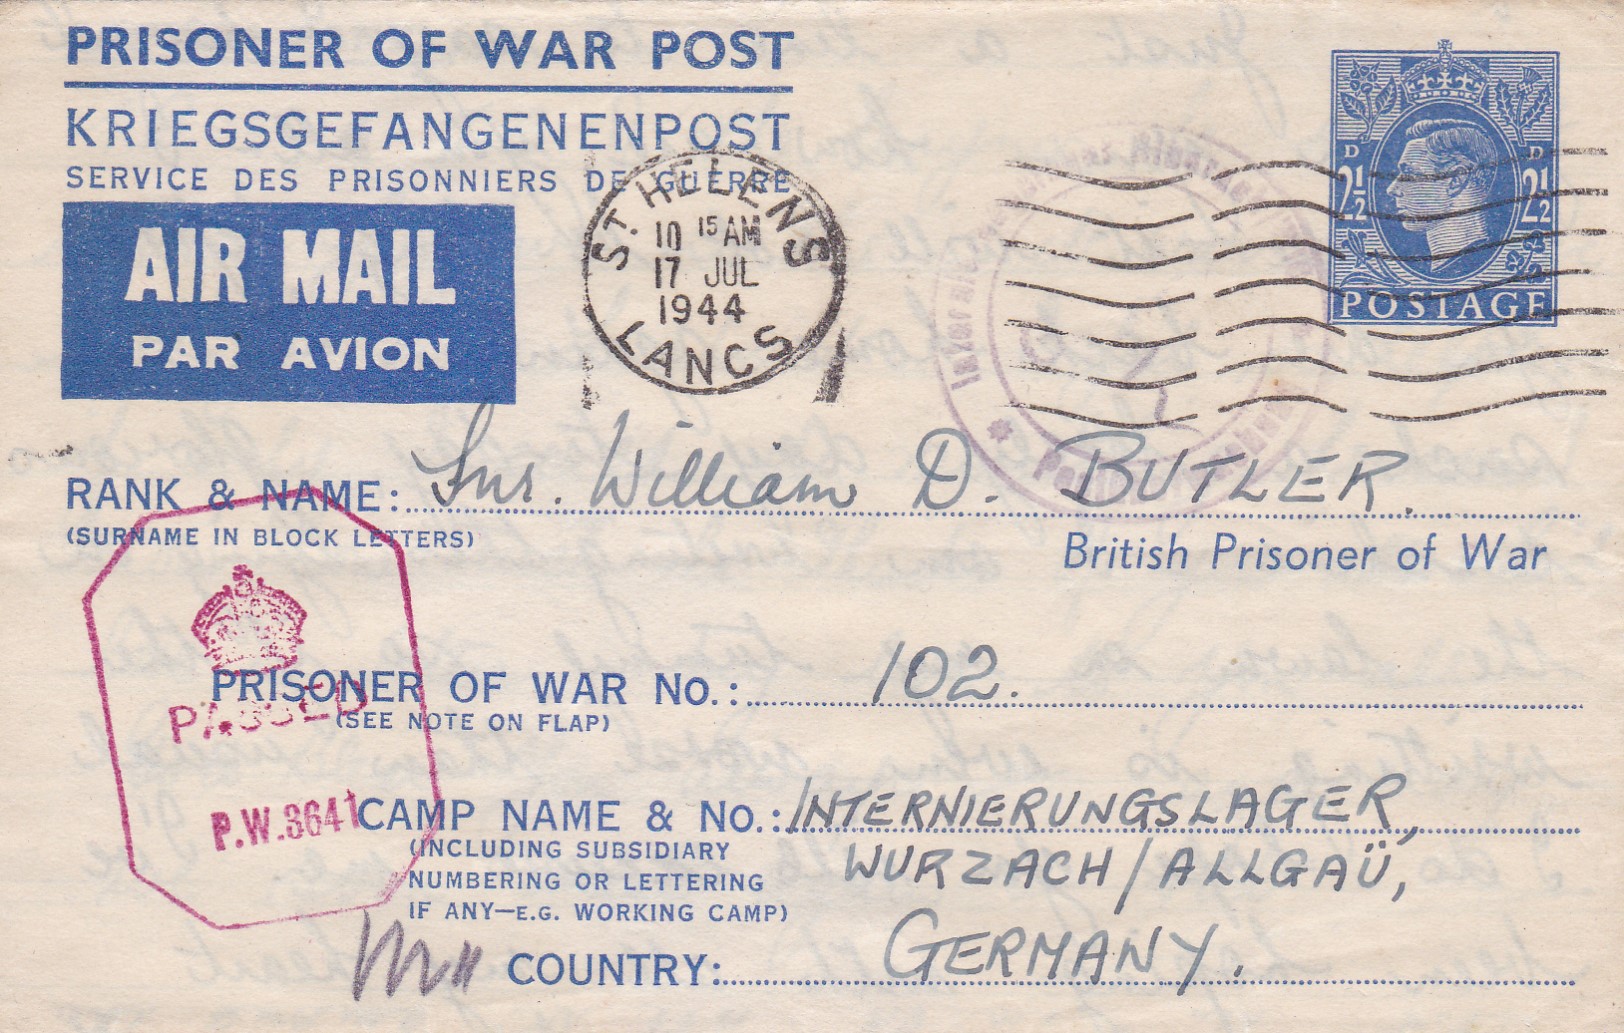 PRISONER OF WAR POST
KRIEGSGEFANGENENPOST
SERVICE DES PRISONNIERS DE GUERRE
AIR MAIL
PAR AVION
ST. HELENS
10 15 AM
17 JUL
1944
LANCS
D D
2½ 2½
POSTAGE
RANK & NAME: Inr. William D. BUTLER.
(SURNAME IN BLOCK LETTERS)
British Prisoner of War
PRISONER OF WAR No.: 102.
(SEE NOTE ON FLAP)
PASSED
P.W. 3641
CAMP NAME & No.: INTERNIERUNGSLAGER,
(INCLUDING SUBSIDIARY
NUMBERING OR LETTERING
IF ANY—E.G. WORKING CAMP)
WURZACH/ALLGAÜ,
COUNTRY: GERMANY.